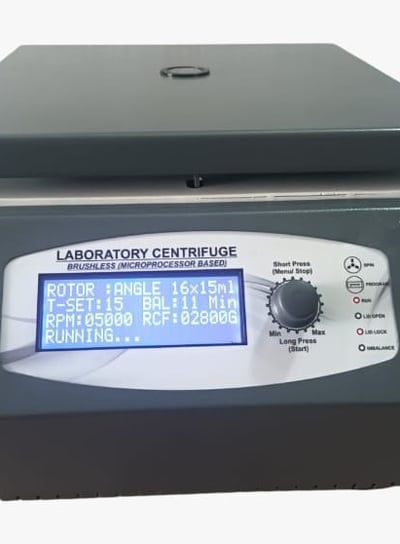 LABORATORY CENTRIFUGE
BRUSHLESS (MICROPROCESSOR BASED)
ROTOR :ANGLE 16x15ml
T-SET:15 BAL:11 Min
RPM:05000 RCF:02800G
RUNNING...
Short Press
(Menu/ Stop)
Min
Max
Long Press
(Start)
SPIN
PROGRAM
RUN
LID OPEN
LID LOCK
IMBALANCE